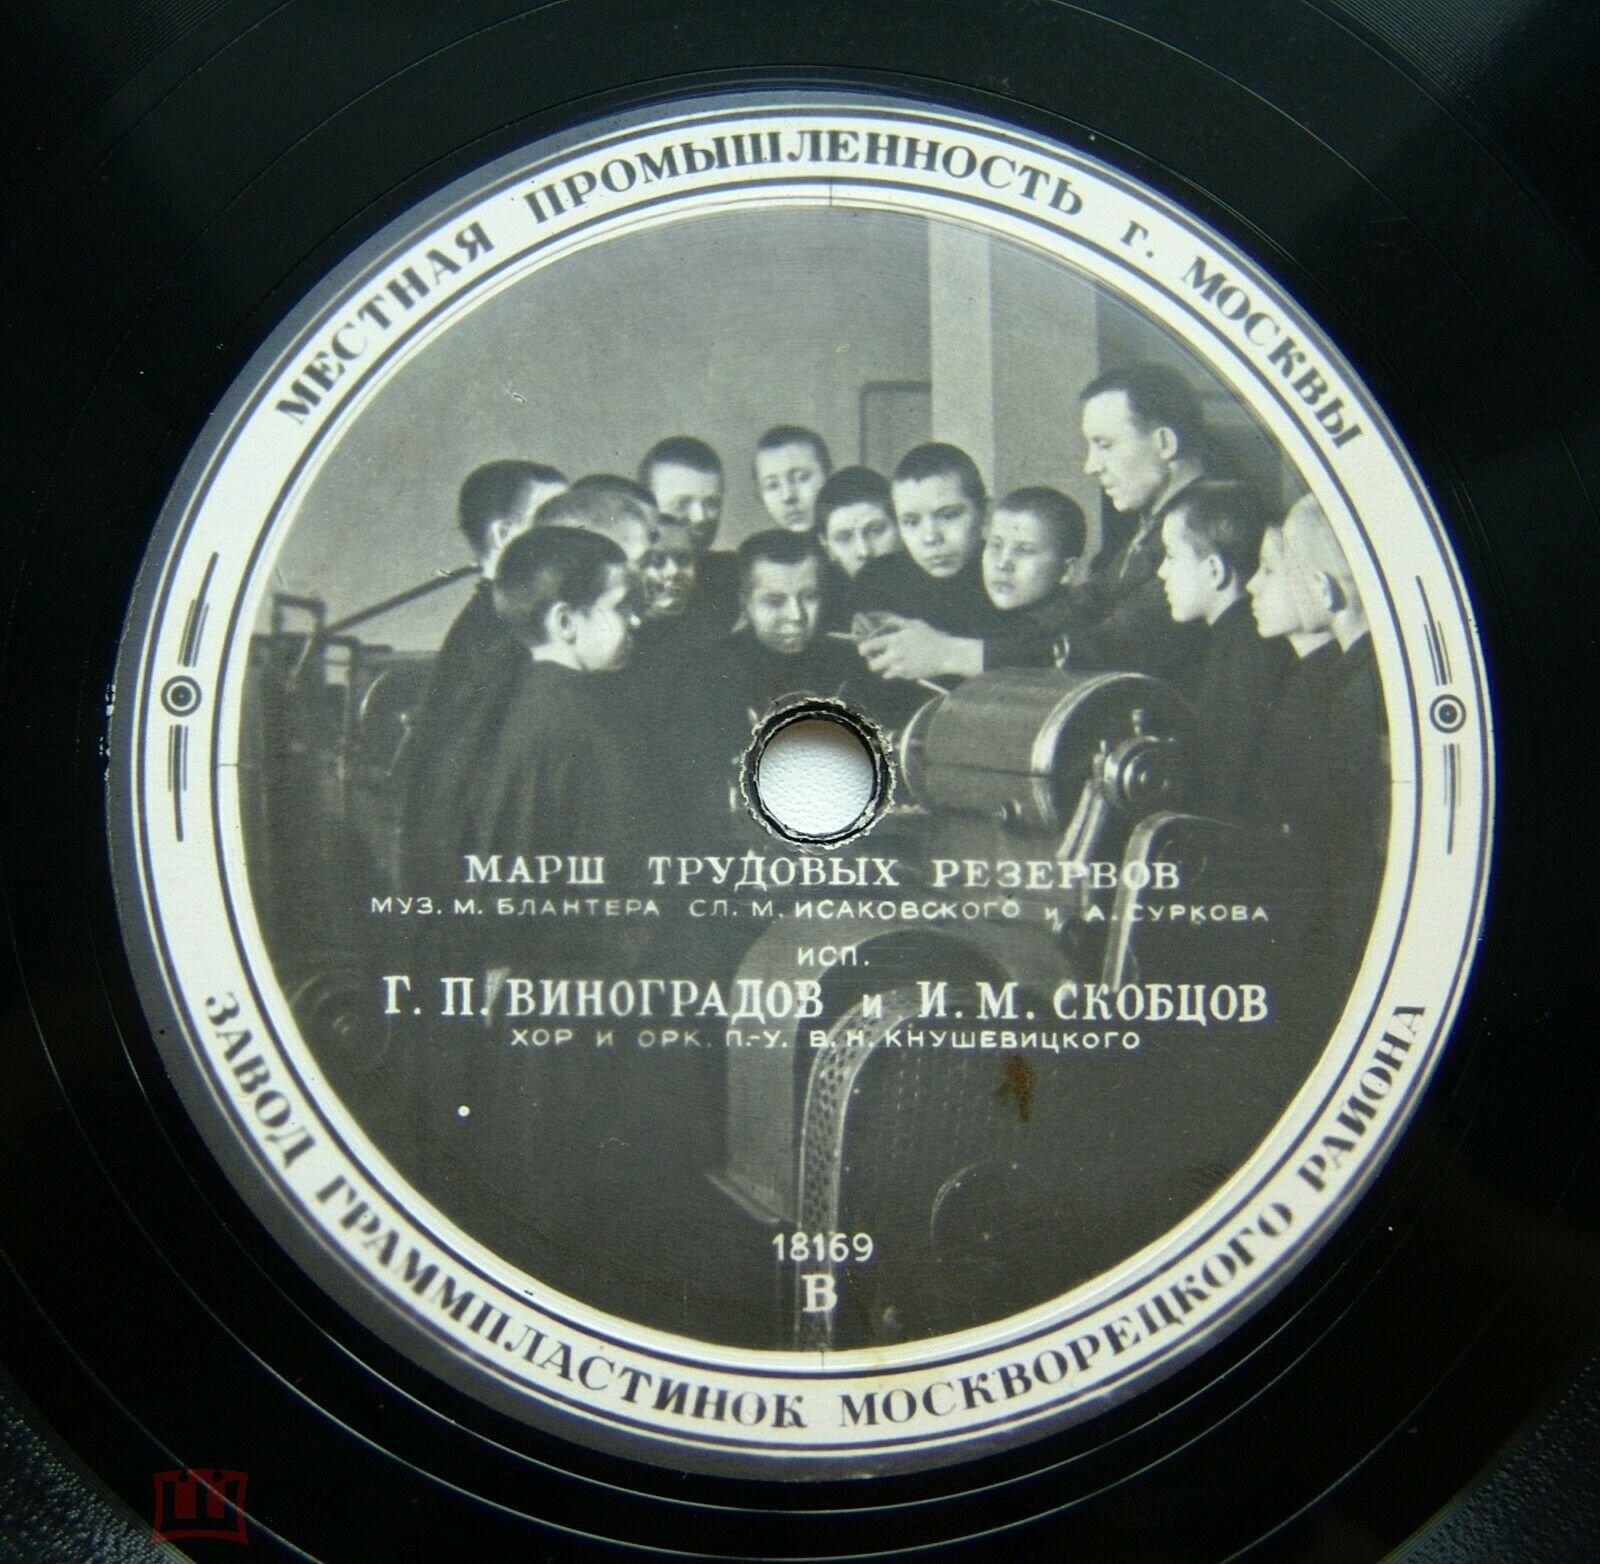 МЕСТНАЯ ПРОМЫШЛЕННОСТЬ г. МОСКВЫ
МАРШ ТРУДОВЫХ РЕЗЕРВОВ
МУЗ. М. БЛАНТЕРА СЛ. М. ИСАКОВСКОГО и А. СУРКОВА
ИСП.
Г. П. ВИНОГРАДОВ и И. М. СКОБЦОВ
ХОР И ОРК. П.-У. В. Н. КНУШЕВИЦКОГО
18169
В
ЗАВОД ГРАММПЛАСТИНОК МОСКВОРЕЦКОГО РАЙОНА